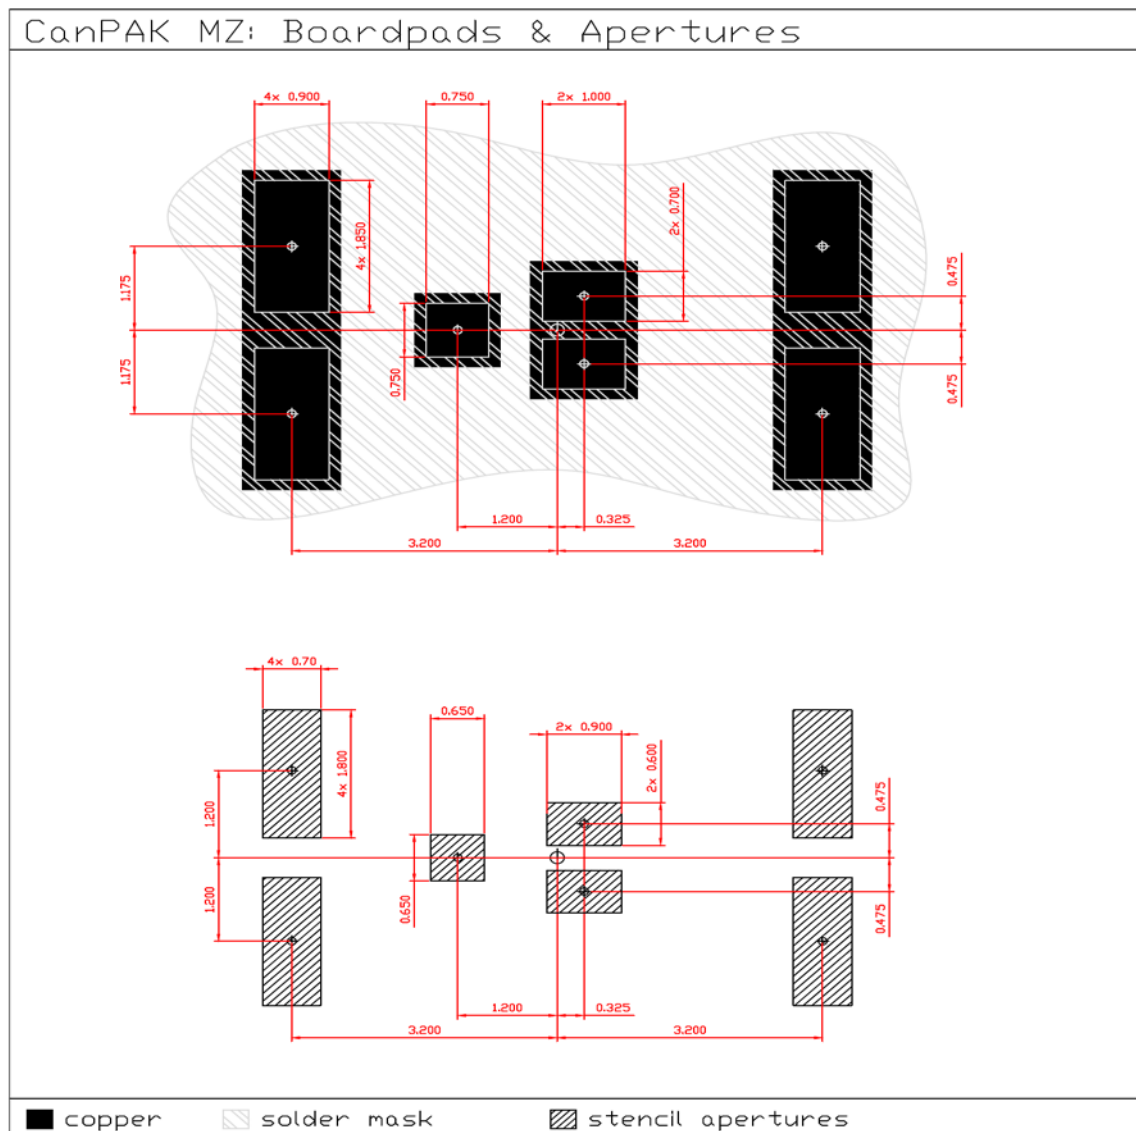 CanPAK MZ: Boardpads & Apertures
4x 0.900
0.750
2x 1.000
2x 0.700
4x 1.850
1.175
0.475
1.175
0.750
0.475
1.200
0.325
3.200
3.200
4x 0.70
0.650
2x 0.900
2x 0.600
4x 1.800
1.200
0.475
1.200
0.650
0.475
1.200
0.325
3.200
3.200
copper
solder mask
stencil apertures